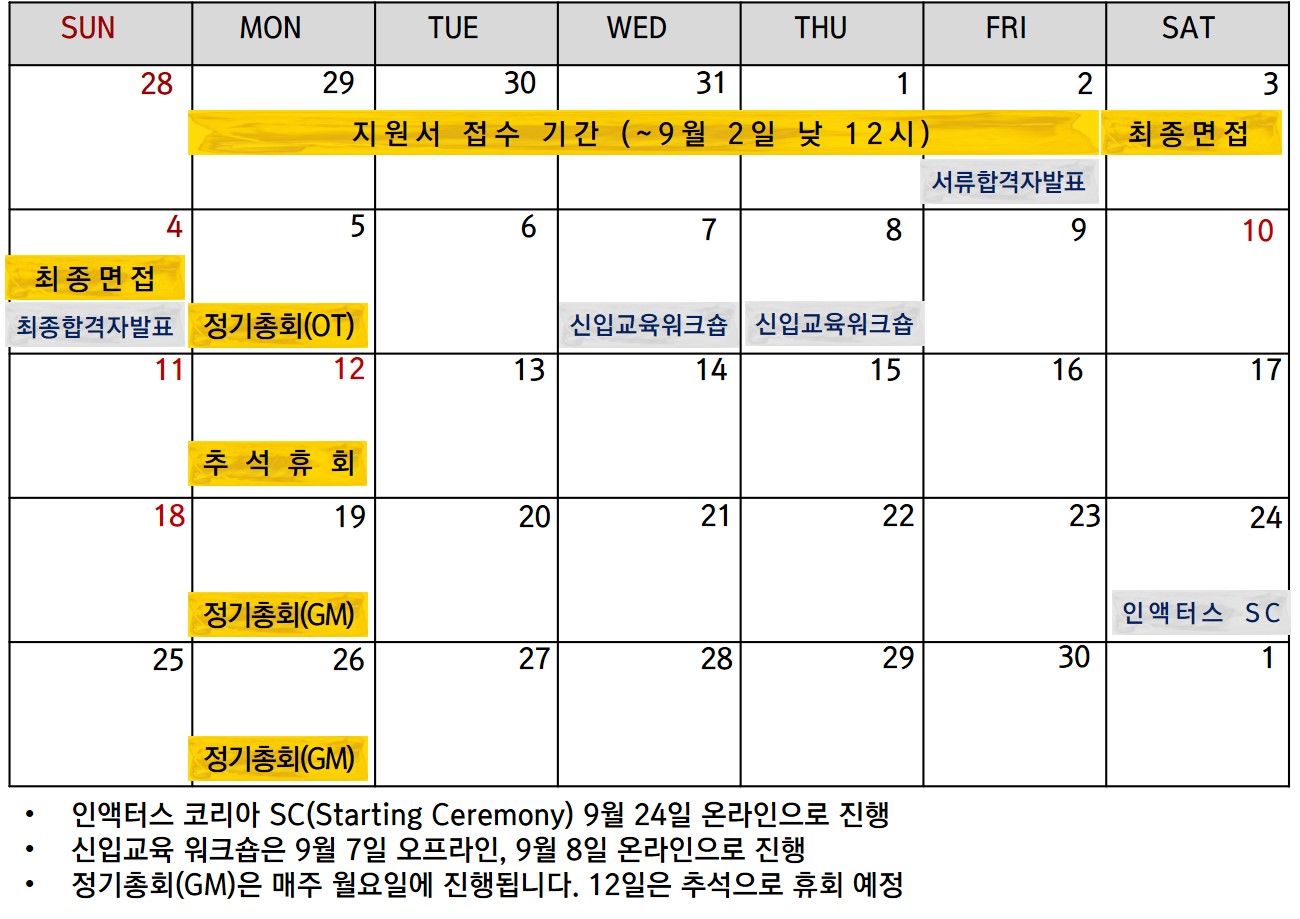 SUN MON TUE WED THU FRI SAT
28 29 30 31 1 2 3
지원서 접수 기간 (~9월 2일 낮 12시) 최종면접
서류합격자발표
4 5 6 7 8 9 10
최종면접
최종합격자발표 정기총회(OT) 신입교육워크숍 신입교육워크숍
11 12 13 14 15 16 17
추석휴회
18 19 20 21 22 23 24
정기총회(GM) 인액터스 SC
25 26 27 28 29 30 1
정기총회(GM)
• 인액터스 코리아 SC(Starting Ceremony) 9월 24일 온라인으로 진행
• 신입교육 워크숍은 9월 7일 오프라인, 9월 8일 온라인으로 진행
• 정기총회(GM)은 매주 월요일에 진행됩니다. 12일은 추석으로 휴회 예정